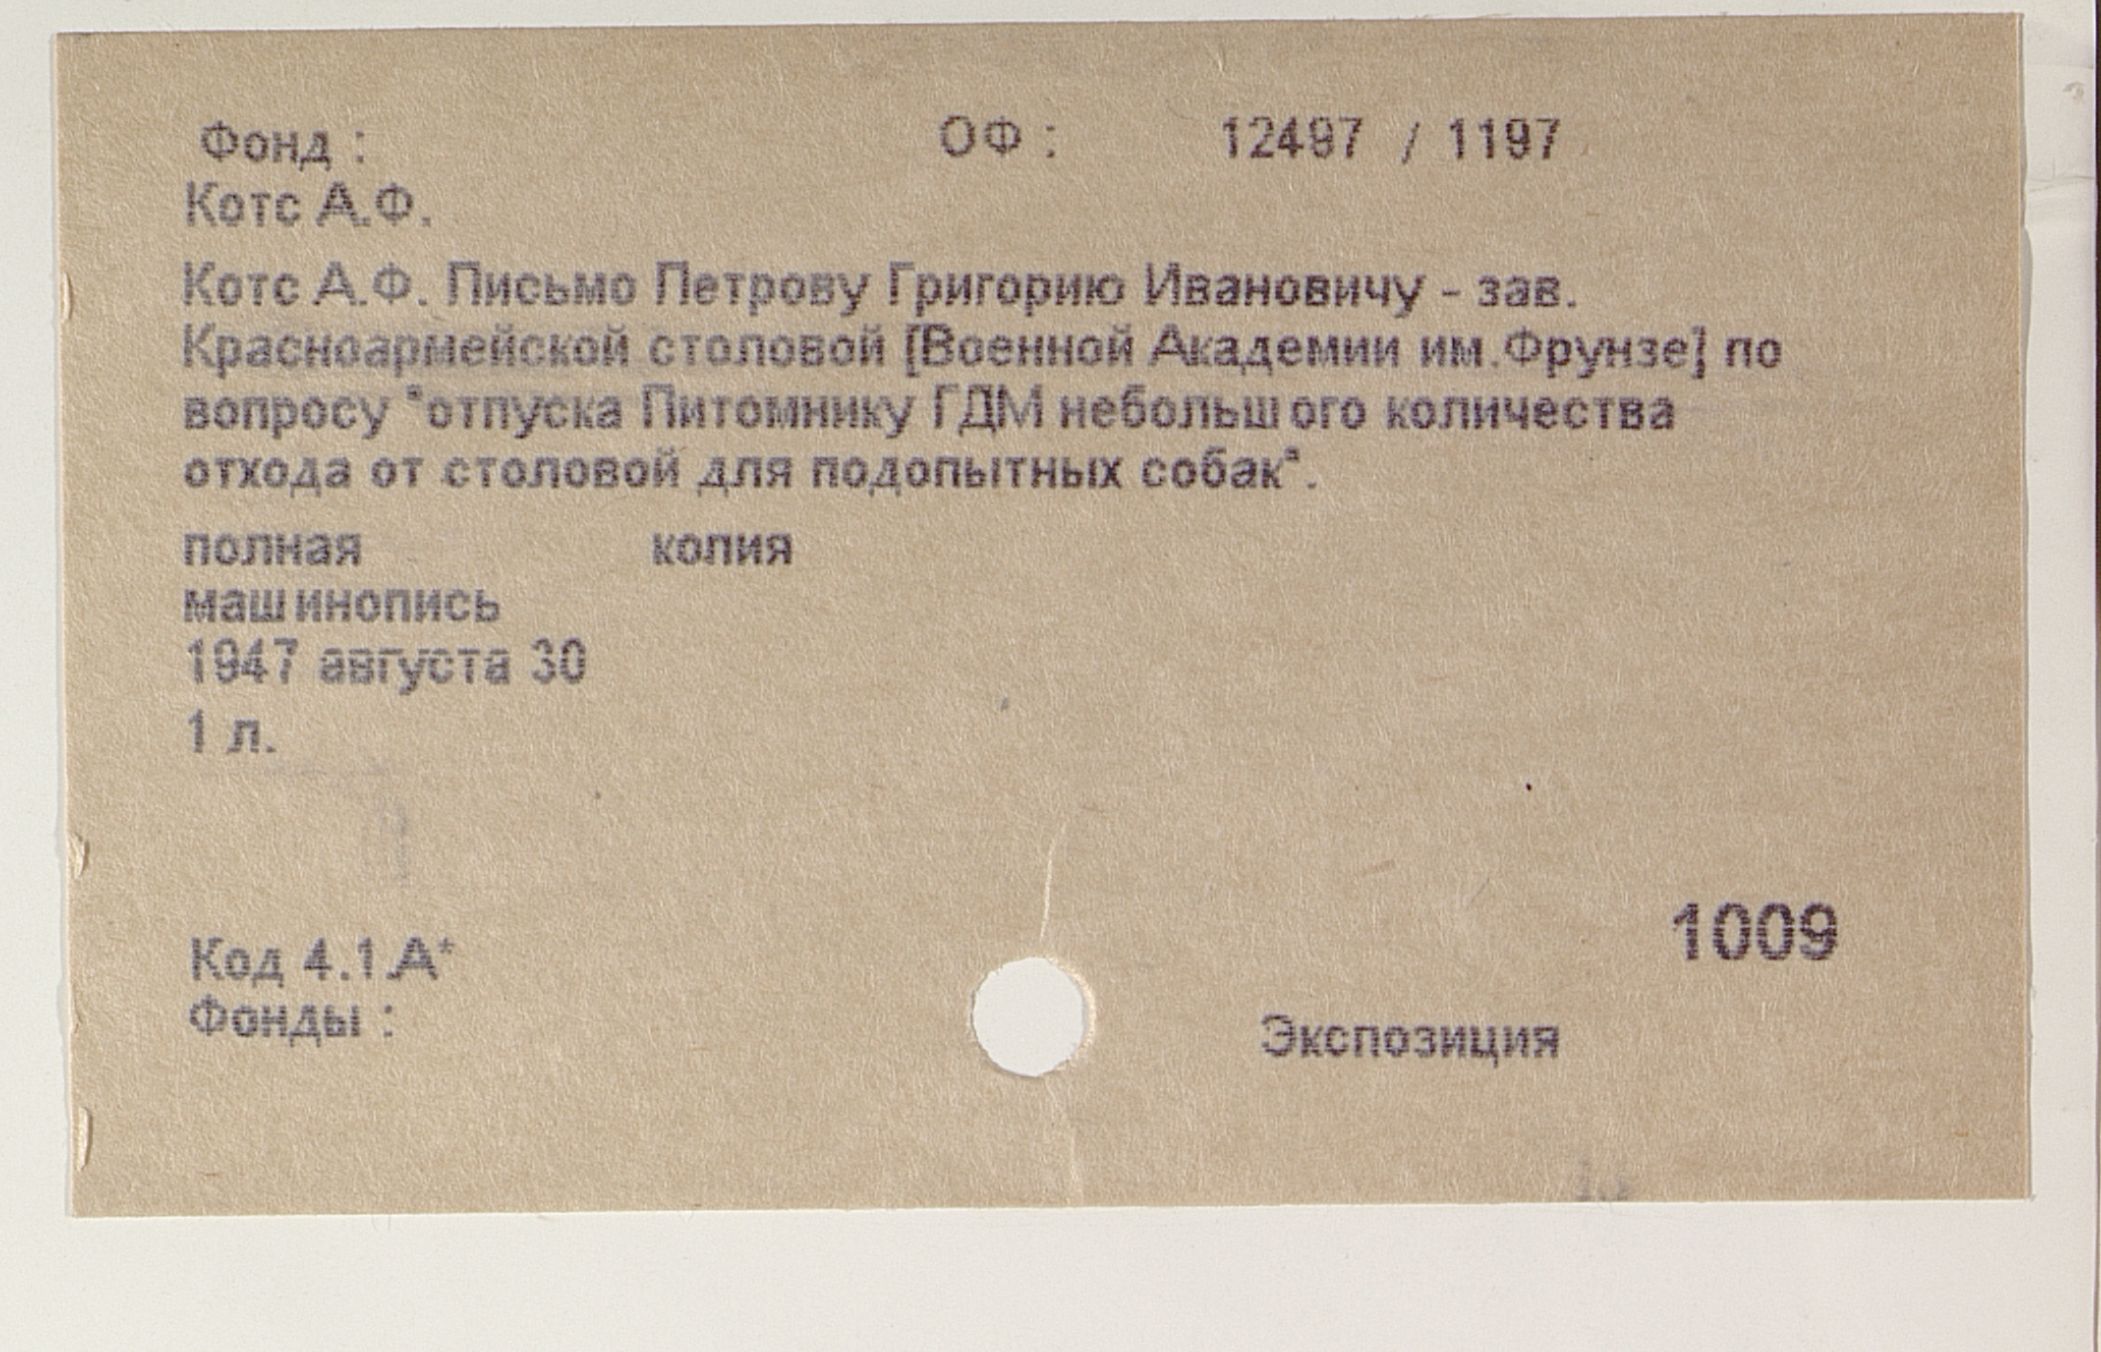 Фонд : ОФ : 12497 / 1197
Котс А.Ф.
Котс А.Ф. Письмо Петрову Григорию Ивановичу - зав.
Красноармейской столовой [Военной Академии им.Фрунзе] по
вопросу "отпуска Питомнику ГДМ небольшого количества
отхода от столовой для подопытных собак".
полная копия
машинопись
1947 августа 30
1 л.
1009
Код 4.1.А*
Фонды :
Экспозиция